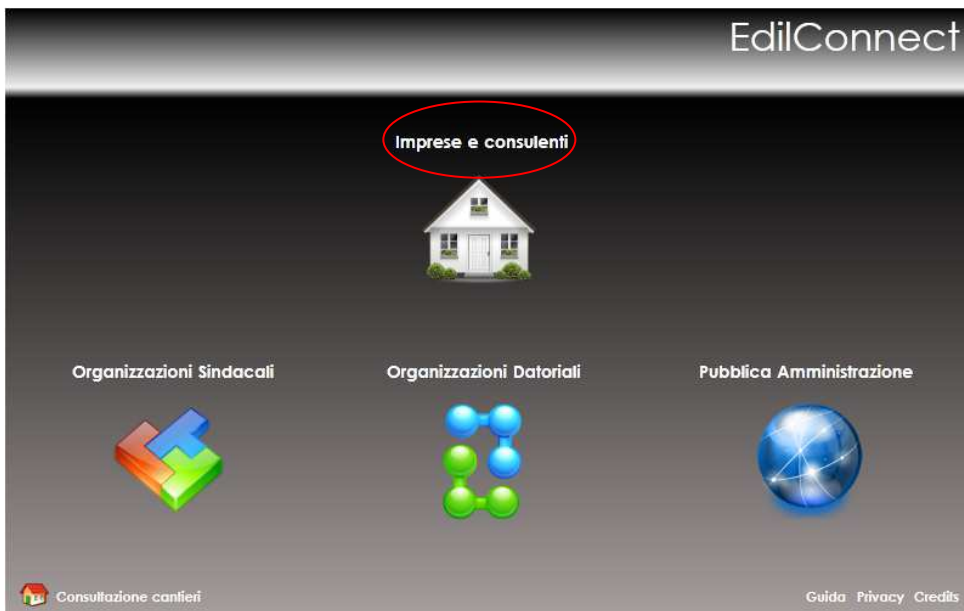 EdilConnect
Imprese e consulenti
Organizzazioni Sindacali
Organizzazioni Datoriali
Pubblica Amministrazione
Consultazione cantieri
Guida Privacy Credits